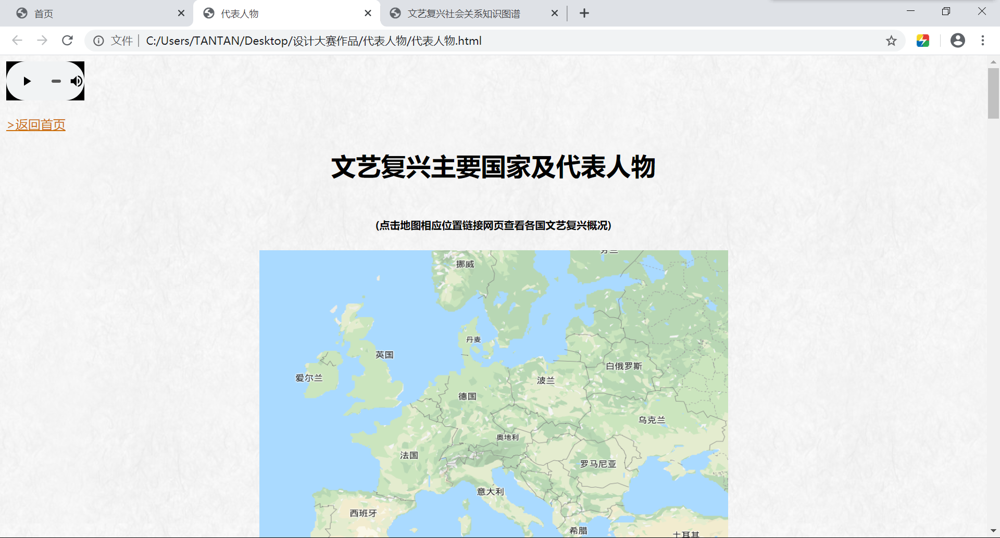 首页
代表人物
文艺复兴社会关系知识图谱
文件 C:/Users/TANTAN/Desktop/设计大赛作品/代表人物/代表人物.html
>返回首页
文艺复兴主要国家及代表人物
(点击地图相应位置链接网页查看各国文艺复兴概况)
芬兰
挪威
丹麦
英国
白俄罗斯
爱尔兰
波兰
德国
乌克兰
奥地利
法国
罗马尼亚
意大利
西班牙
希腊
土耳其